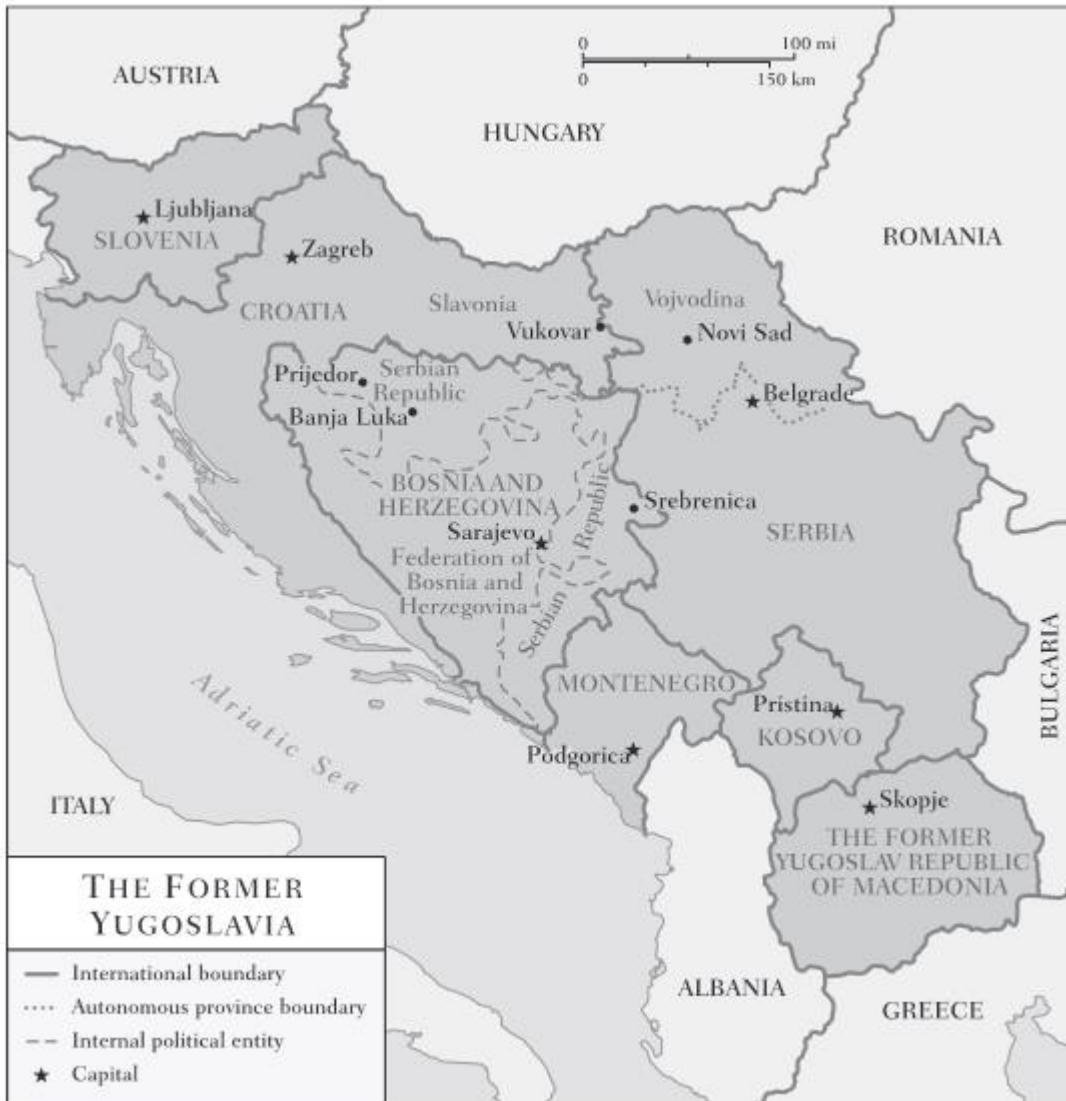 0 100 mi
0 150 km
AUSTRIA
HUNGARY
Ljubljana
SLOVENIA
ROMANIA
Zagreb
CROATIA
Slavonia
Vojvodina
Vukovar
Novi Sad
Prijedor
Serbian
Republic
Belgrade
Banja Luka
BOSNIA AND
HERZEGOVINA
Republic
Srebrenica
Sarajevo
SERBIA
Federation of
Bosnia and
Herzegovina
Serbian
BULGARIA
Adriatic Sea
MONTENEGRO
Pristina
KOSOVO
Podgorica
ITALY
Skopje
THE FORMER
YUGOSLAV REPUBLIC
OF MACEDONIA
ALBANIA
GREECE
THE FORMER
YUGOSLAVIA
International boundary
Autonomous province boundary
Internal political entity
Capital